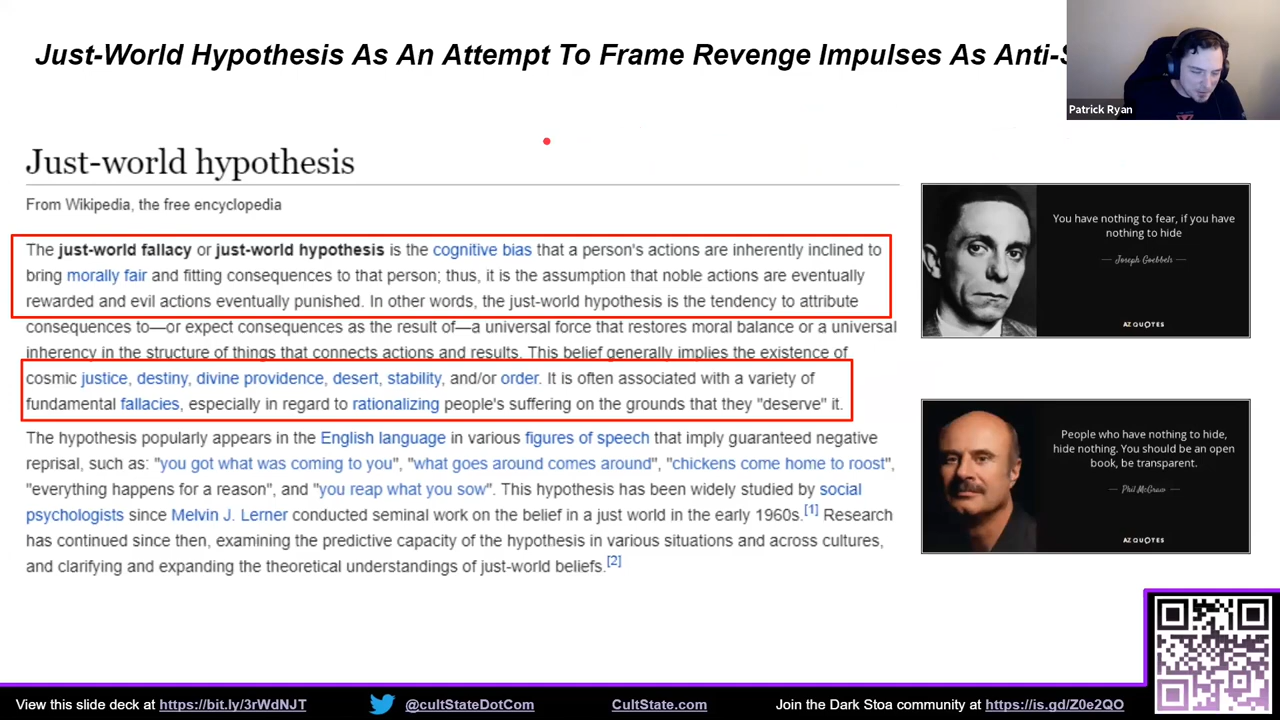 Just-World Hypothesis As An Attempt To Frame Revenge Impulses As Anti-
Patrick Ryan
Just-world hypothesis
From Wikipedia, the free encyclopedia
The just-world fallacy or just-world hypothesis is the cognitive bias that a person's actions are inherently inclined to
bring morally fair and fitting consequences to that person; thus, it is the assumption that noble actions are eventually
rewarded and evil actions eventually punished. In other words, the just-world hypothesis is the tendency to attribute
consequences to—or expect consequences as the result of—a universal force that restores moral balance or a universal
inherency in the structure of things that connects actions and results. This belief generally implies the existence of
cosmic justice, destiny, divine providence, desert, stability, and/or order. It is often associated with a variety of
fundamental fallacies, especially in regard to rationalizing people's suffering on the grounds that they "deserve" it.
The hypothesis popularly appears in the English language in various figures of speech that imply guaranteed negative
reprisal, such as: "you got what was coming to you", "what goes around comes around", "chickens come home to roost",
"everything happens for a reason", and "you reap what you sow". This hypothesis has been widely studied by social
psychologists since Melvin J. Lerner conducted seminal work on the belief in a just world in the early 1960s.[1] Research
has continued since then, examining the predictive capacity of the hypothesis in various situations and across cultures,
and clarifying and expanding the theoretical understandings of just-world beliefs.[2]
You have nothing to fear, if you have
nothing to hide
Joseph Goebbels
AZ QUOTES
People who have nothing to hide,
hide nothing. You should be an open
book, be transparent.
Phil McGraw
AZ QUOTES
View this slide deck at https://bit.ly/3rWdNJT
@cultStateDotCom
CultState.com
Join the Dark Stoa community at https://is.gd/Z0e2QO